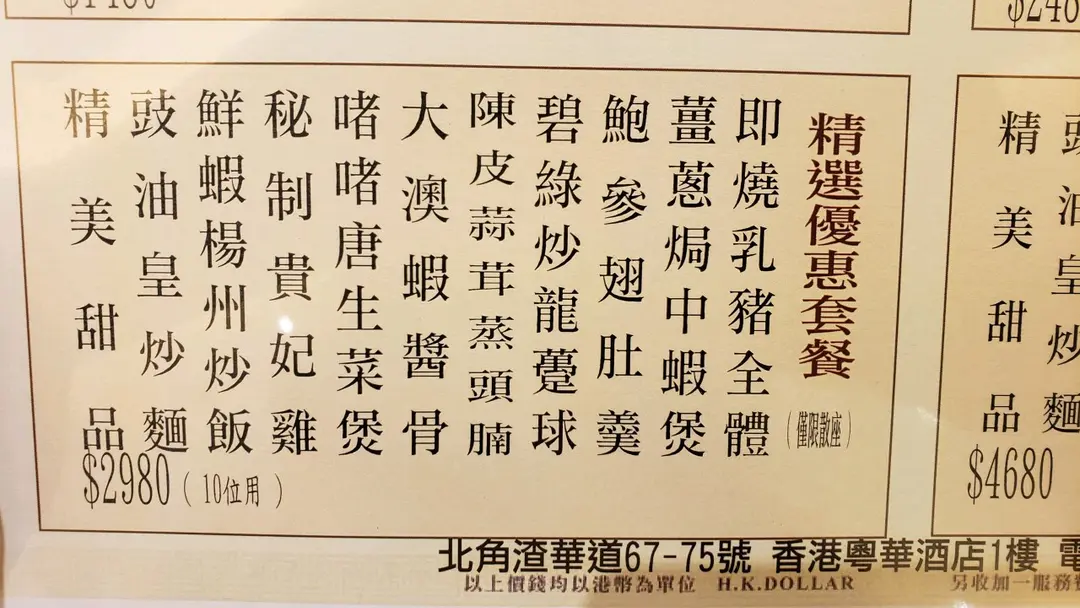 精選優惠套餐
(僅限散座)
即燒乳豬全體
薑蔥焗中蝦煲
鮑參翅肚羹
碧綠炒龍躉球
陳皮蒜茸蒸頭腩
大澳蝦醬骨
啫啫唐生菜煲
秘制貴妃雞
鮮蝦楊州炒飯
豉油皇炒麵
精美甜品
$2980 (10位用)
精美甜品
$4680
北角渣華道67-75號 香港粵華酒店1樓 電
以上價錢均以港幣為單位 H.K.DOLLAR
另收加一服務